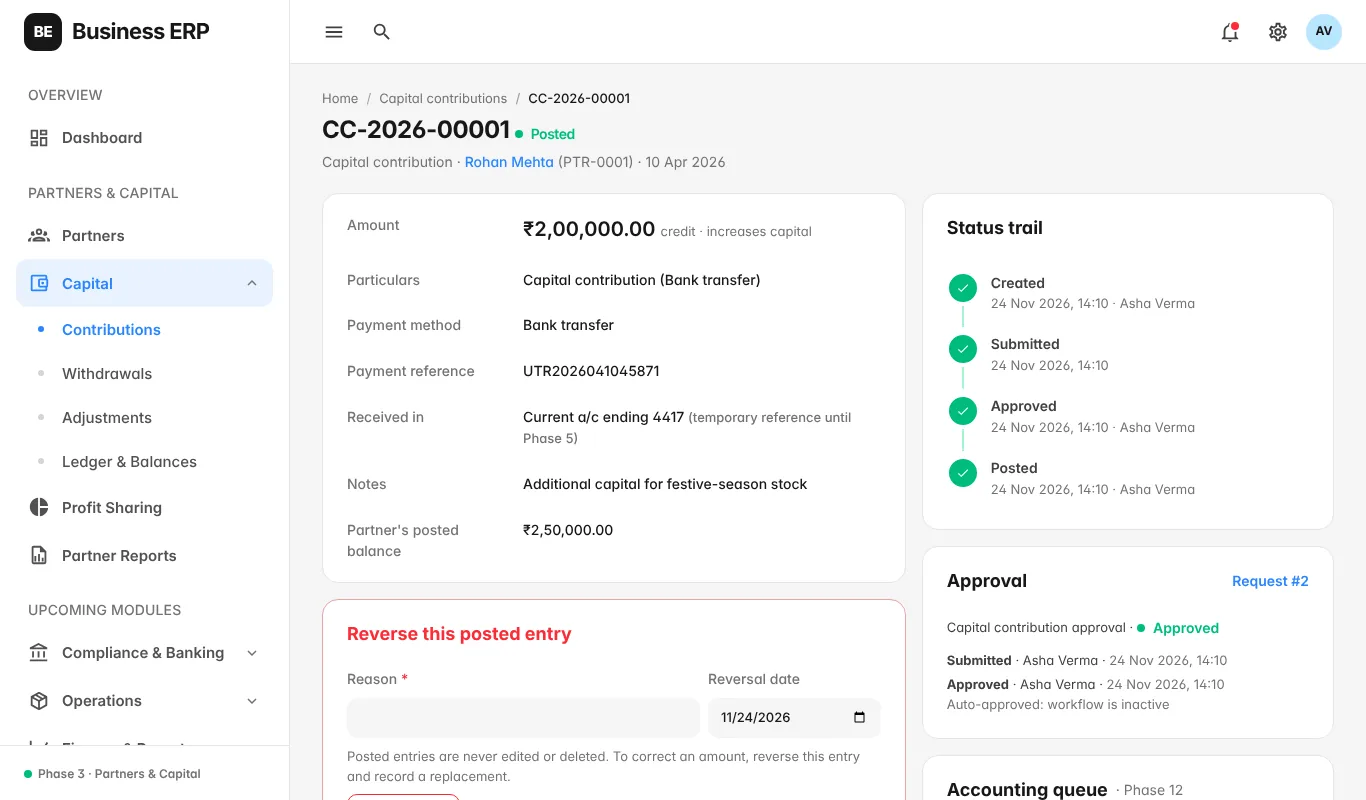 BE Business ERP
OVERVIEW
Dashboard
PARTNERS & CAPITAL
Partners
Capital
Contributions
Withdrawals
Adjustments
Ledger & Balances
Profit Sharing
Partner Reports
UPCOMING MODULES
Compliance & Banking
Operations
Phase 3 · Partners & Capital
AV
Home / Capital contributions / CC-2026-00001
CC-2026-00001 Posted
Capital contribution · Rohan Mehta (PTR-0001) · 10 Apr 2026
Amount ₹2,00,000.00 credit · increases capital
Particulars Capital contribution (Bank transfer)
Payment method Bank transfer
Payment reference UTR2026041045871
Received in Current a/c ending 4417 (temporary reference until
Phase 5)
Notes Additional capital for festive-season stock
Partner's posted ₹2,50,000.00
balance
Reverse this posted entry
Reason * Reversal date
11/24/2026
Posted entries are never edited or deleted. To correct an amount, reverse this entry
and record a replacement.
Status trail
Created
24 Nov 2026, 14:10 · Asha Verma
Submitted
24 Nov 2026, 14:10
Approved
24 Nov 2026, 14:10 · Asha Verma
Posted
24 Nov 2026, 14:10 · Asha Verma
Approval Request #2
Capital contribution approval · Approved
Submitted · Asha Verma · 24 Nov 2026, 14:10
Approved · Asha Verma · 24 Nov 2026, 14:10
Auto-approved: workflow is inactive
Accounting queue · Phase 12